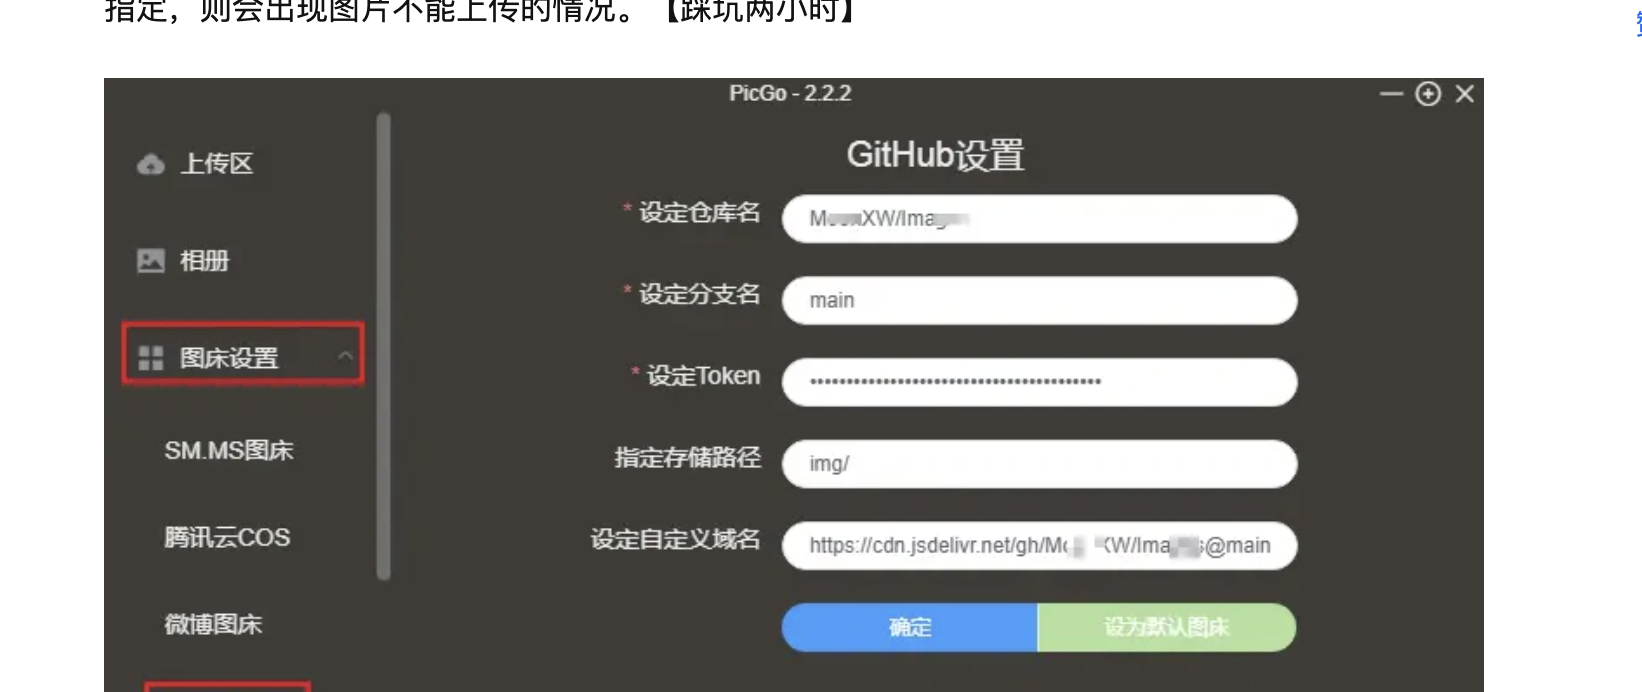 指定，则会出现图片不能上传的情况。【踩坑两小时】
PicGo - 2.2.2
上传区
相册
图床设置
SM.MS图床
腾讯云COS
微博图床
GitHub设置
* 设定仓库名
XW/Ima
* 设定分支名
main
* 设定Token
指定存储路径
img/
设定自定义域名
https://cdn.jsdelivr.net/gh/M XW/Ima s@main
确定
设为默认图床